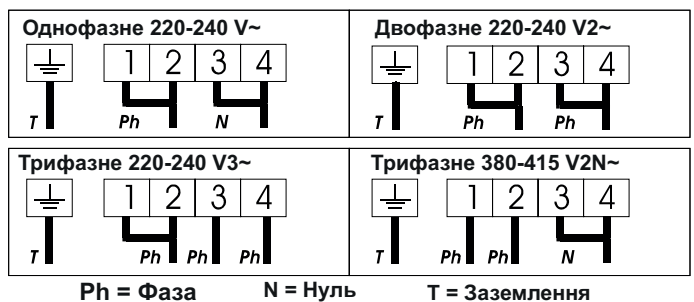 Однофазне 220-240 V~
1 2 3 4
T Ph N
Двофазне 220-240 V2~
1 2 3 4
T Ph Ph
Трифазне 220-240 V3~
1 2 3 4
T Ph Ph Ph
Трифазне 380-415 V2N~
1 2 3 4
T Ph Ph N
Ph = Фаза N = Нуль T = Заземлення